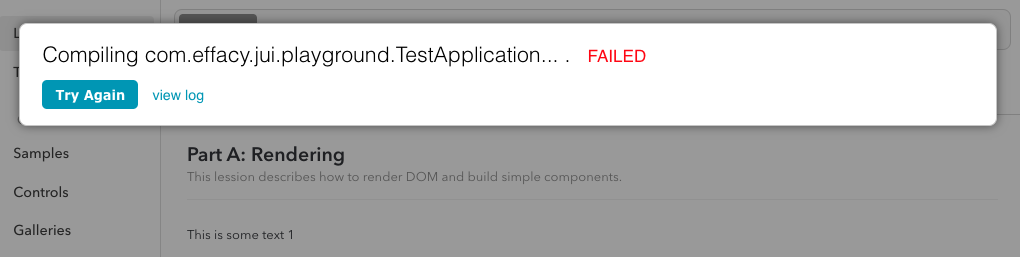 Compiling com.effacy.jui.playground.TestApplication... . FAILED
Try Again view log
Samples
Controls
Galleries
Part A: Rendering
This lession describes how to render DOM and build simple components.
This is some text 1